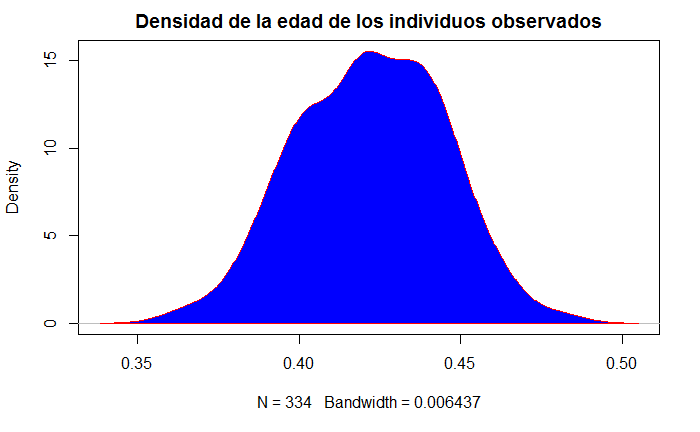 Densidad de la edad de los individuos observados
Density
15
10
5
0
0.35 0.40 0.45 0.50
N = 334 Bandwidth = 0.006437